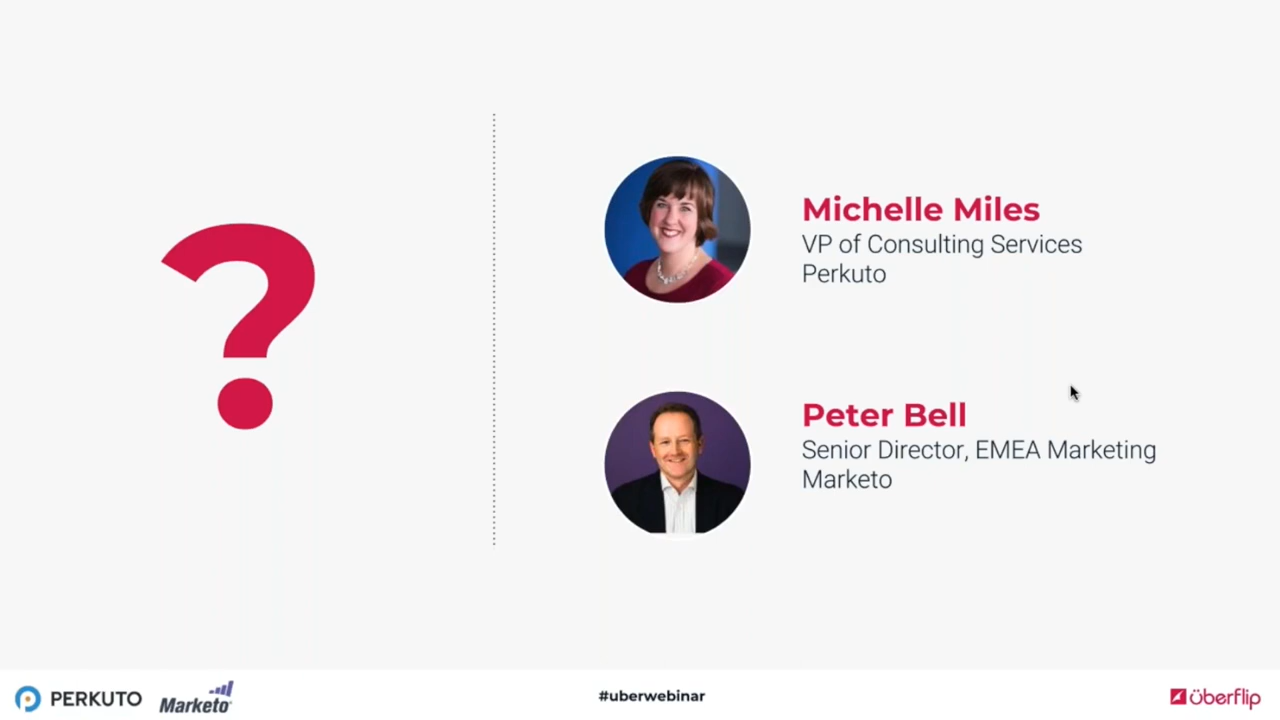 ?
Michelle Miles
VP of Consulting Services
Perkuto
Peter Bell
Senior Director, EMEA Marketing
Marketo
PERKUTO
Marketo
#uberwebinar
überflip